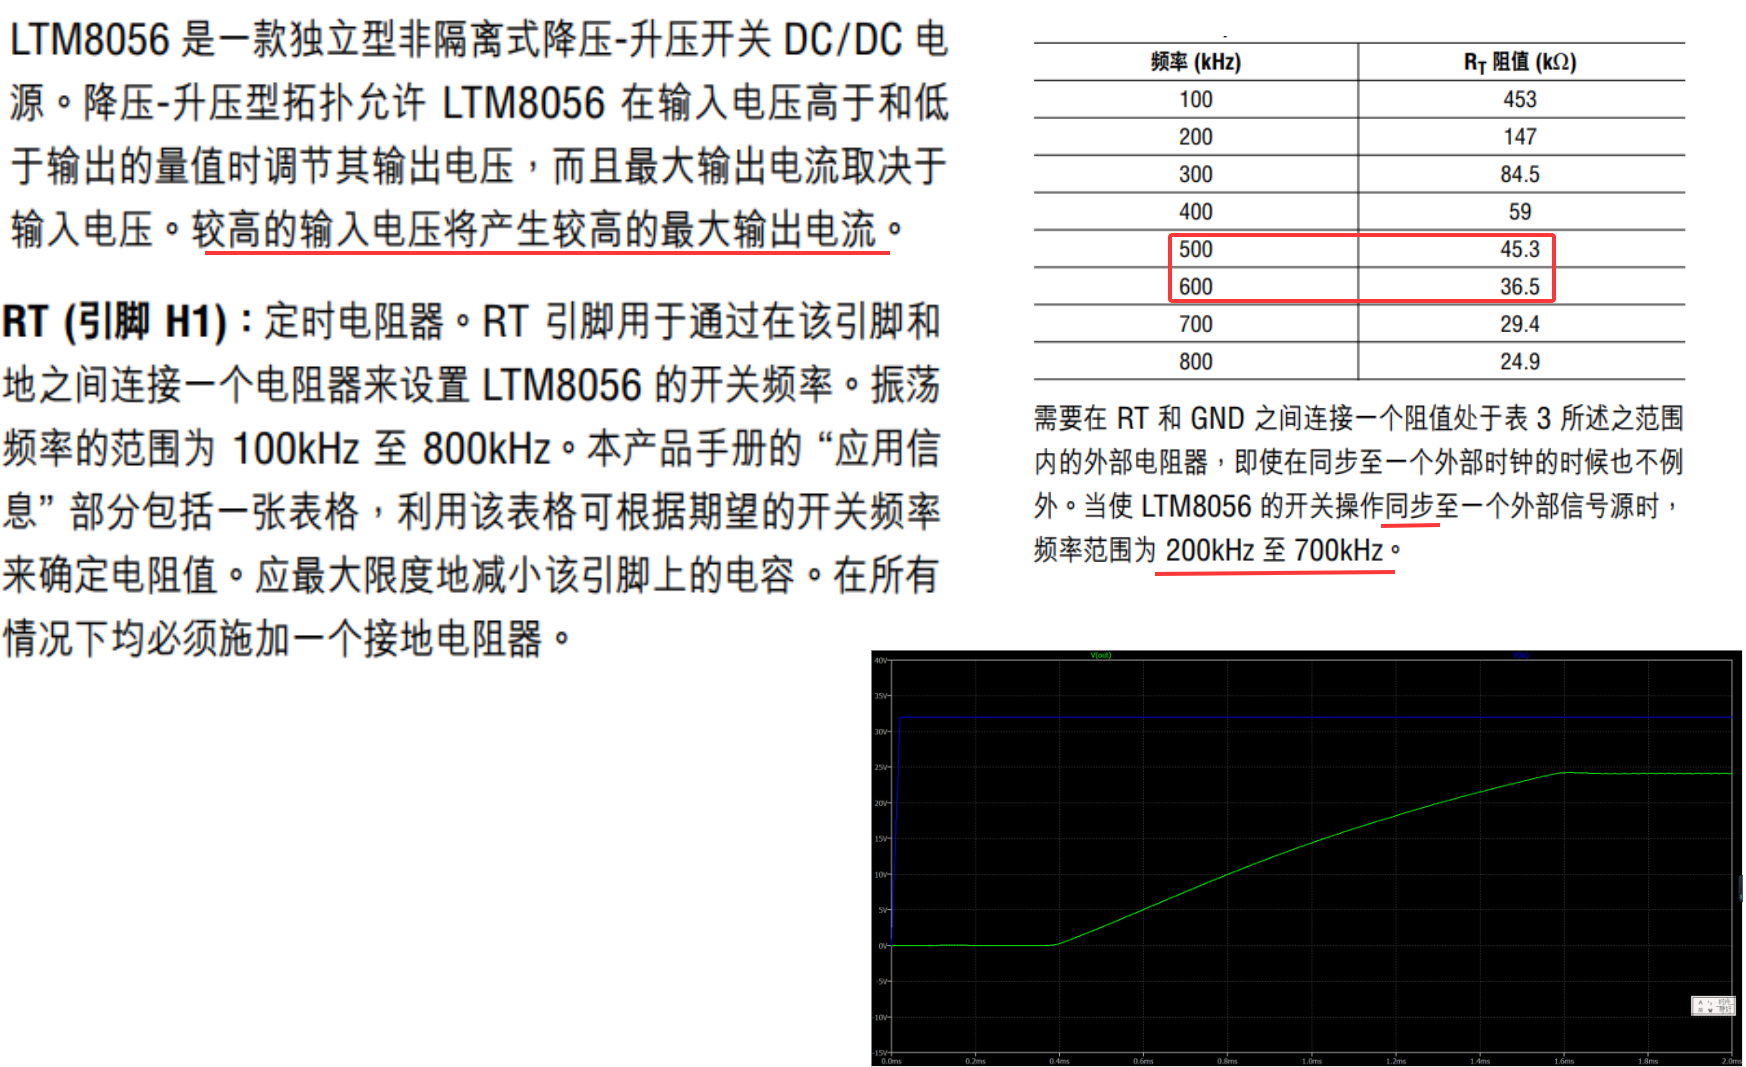 LTM8056 是一款独立型非隔离式降压-升压开关 DC/DC 电
源。降压-升压型拓扑允许 LTM8056 在输入电压高于和低
于输出的量值时调节其输出电压，而且最大输出电流取决于
输入电压。较高的输入电压将产生较高的最大输出电流。
RT (引脚 H1)：定时电阻器。RT 引脚用于通过在该引脚和
地之间连接一个电阻器来设置 LTM8056 的开关频率。振荡
频率的范围为 100kHz 至 800kHz。本产品手册的 “应用信
息” 部分包括一张表格，利用该表格可根据期望的开关频率
来确定电阻值。应最大限度地减小该引脚上的电容。在所有
情况下均必须施加一个接地电阻器。
频率 (kHz) RT 阻值 (kΩ)
100 453
200 147
300 84.5
400 59
500 45.3
600 36.5
700 29.4
800 24.9
需要在 RT 和 GND 之间连接一个阻值处于表 3 所述之范围
内的外部电阻器，即使在同步至一个外部时钟的时候也不例
外。当使 LTM8056 的开关操作同步至一个外部信号源时，
频率范围为 200kHz 至 700kHz。
V(out)
40V
35V
30V
25V
20V
15V
10V
5V
0V
-5V
-10V
-15V
0.0ms 0.2ms 0.4ms 0.6ms 0.8ms 1.0ms 1.2ms 1.4ms 1.6ms 1.8ms 2.0ms